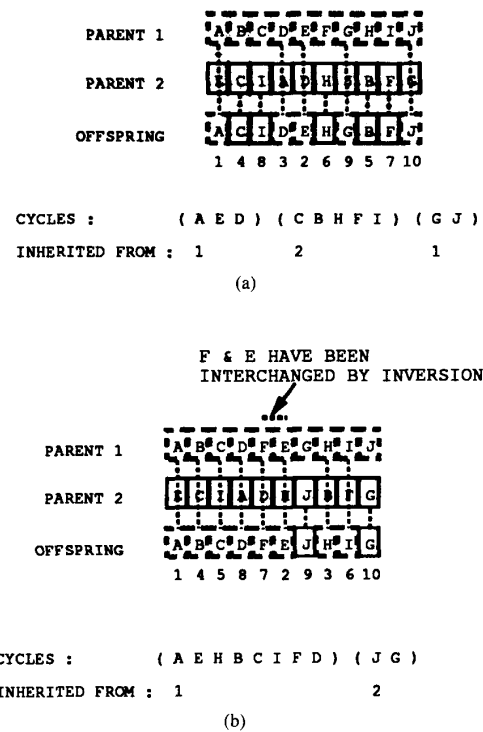 PARENT 1 A B C D E F G H I J
PARENT 2 E C I A D H J B F G
OFFSPRING A C I D E H G B F J
1 4 8 3 2 6 9 5 7 10
CYCLES : ( A E D ) ( C B H F I ) ( G J )
INHERITED FROM : 1 2 1
(a)
F & E HAVE BEEN
INTERCHANGED BY INVERSION
PARENT 1 A B C D F E G H I J
PARENT 2 E C I A D H J B F G
OFFSPRING A B C D F E J H I G
1 4 5 8 7 2 9 3 6 10
CYCLES : ( A E H B C I F D ) ( J G )
INHERITED FROM : 1 2
(b)